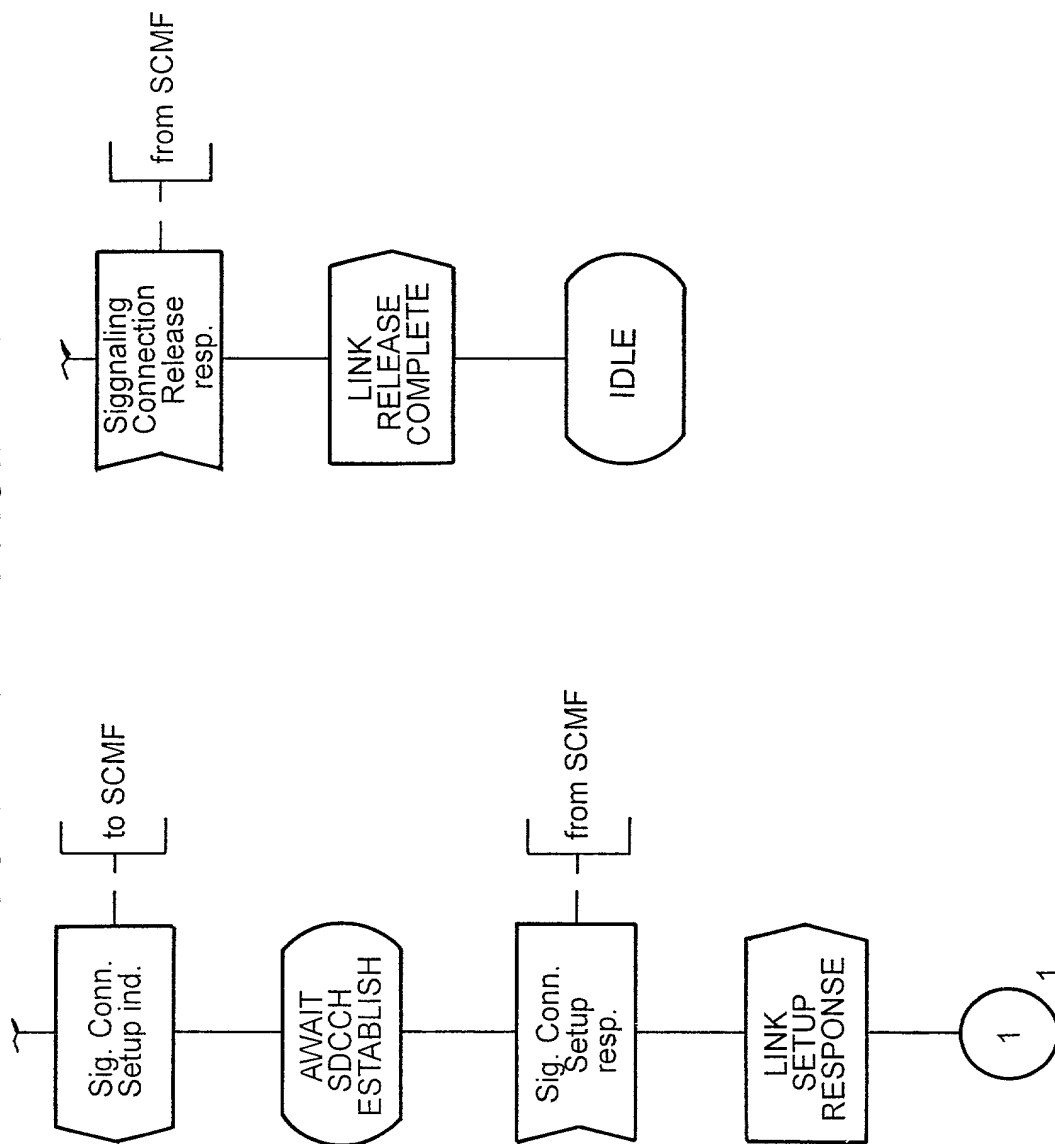 Sig. Conn.
Setup ind.
to SCMF
AWAIT
SDCCH
ESTABLISH
Sig. Conn.
Setup
resp.
from SCMF
LINK
SETUP
RESPONSE
1
1
Siggnaling
Connection
Release
resp.
from SCMF
LINK
RELEASE
COMPLETE
IDLE